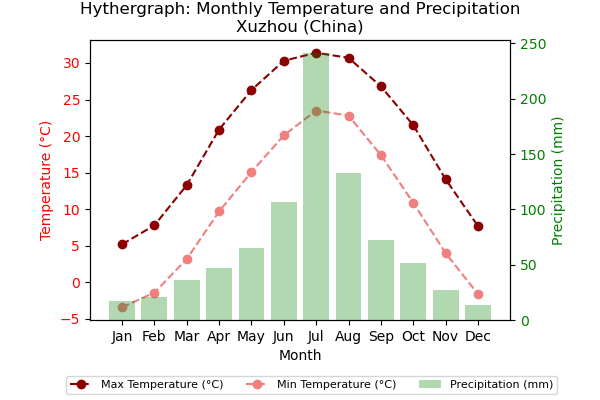 Hythergraph: Monthly Temperature and Precipitation
Xuzhou (China)
Temperature (°C)
30
25
20
15
10
5
0
−5
250
200
150
100
50
0
Precipitation (mm)
Jan Feb Mar Apr May Jun Jul Aug Sep Oct Nov Dec
Month
Max Temperature (°C) Min Temperature (°C) Precipitation (mm)